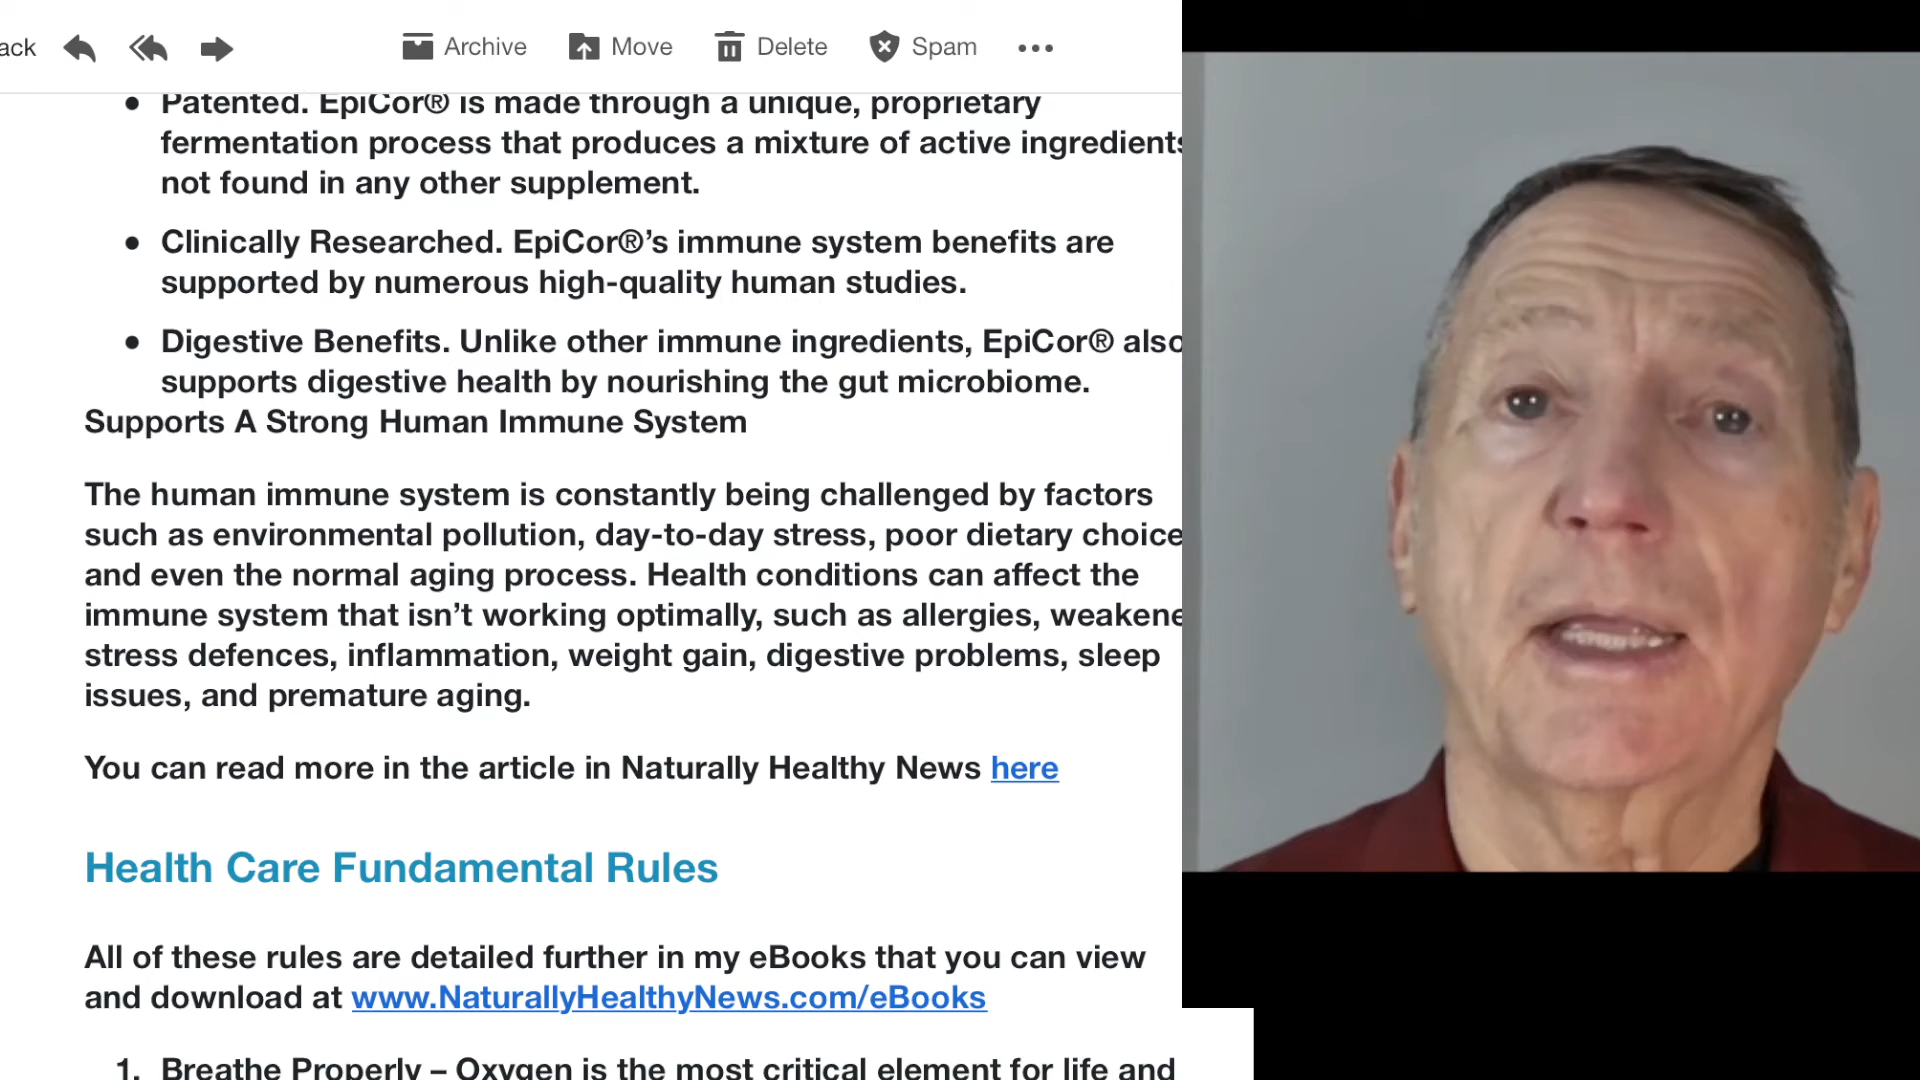 ack
Archive
Move
Delete
Spam
• Patented. EpiCor® is made through a unique, proprietary
fermentation process that produces a mixture of active ingredients
not found in any other supplement.
• Clinically Researched. EpiCor®’s immune system benefits are
supported by numerous high-quality human studies.
• Digestive Benefits. Unlike other immune ingredients, EpiCor® also
supports digestive health by nourishing the gut microbiome.
Supports A Strong Human Immune System
The human immune system is constantly being challenged by factors
such as environmental pollution, day-to-day stress, poor dietary choice
and even the normal aging process. Health conditions can affect the
immune system that isn’t working optimally, such as allergies, weakene
stress defences, inflammation, weight gain, digestive problems, sleep
issues, and premature aging.
You can read more in the article in Naturally Healthy News here
Health Care Fundamental Rules
All of these rules are detailed further in my eBooks that you can view
and download at www.NaturallyHealthyNews.com/eBooks
1. Breathe Properly – Oxygen is the most critical element for life and